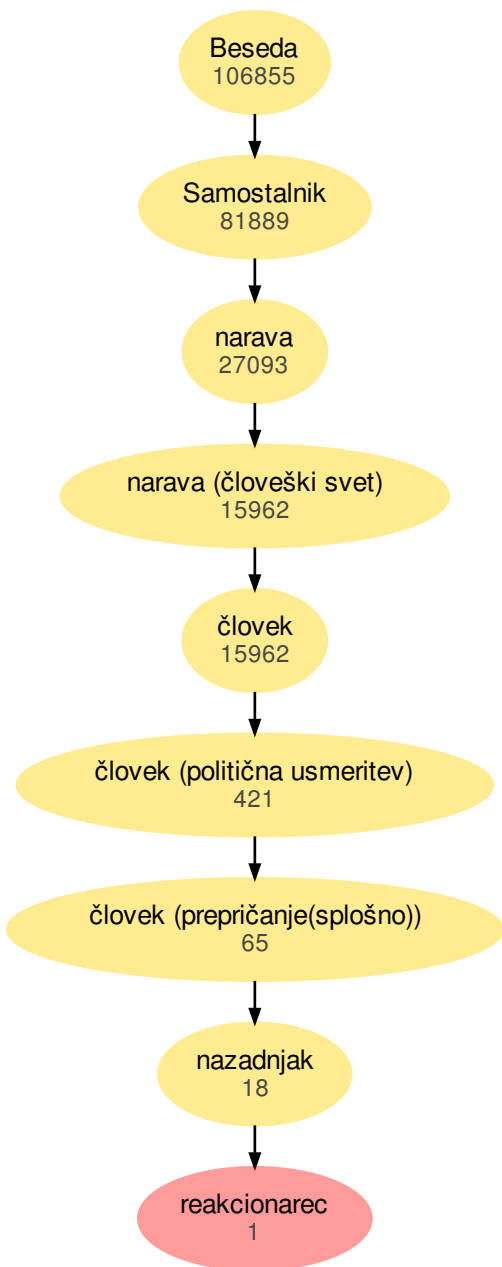 Beseda
106855
Samostalnik
81889
narava
27093
narava (človeški svet)
15962
človek
15962
človek (politična usmeritev)
421
človek (prepričanje(splošno))
65
nazadnjak
18
reakcionarec
1